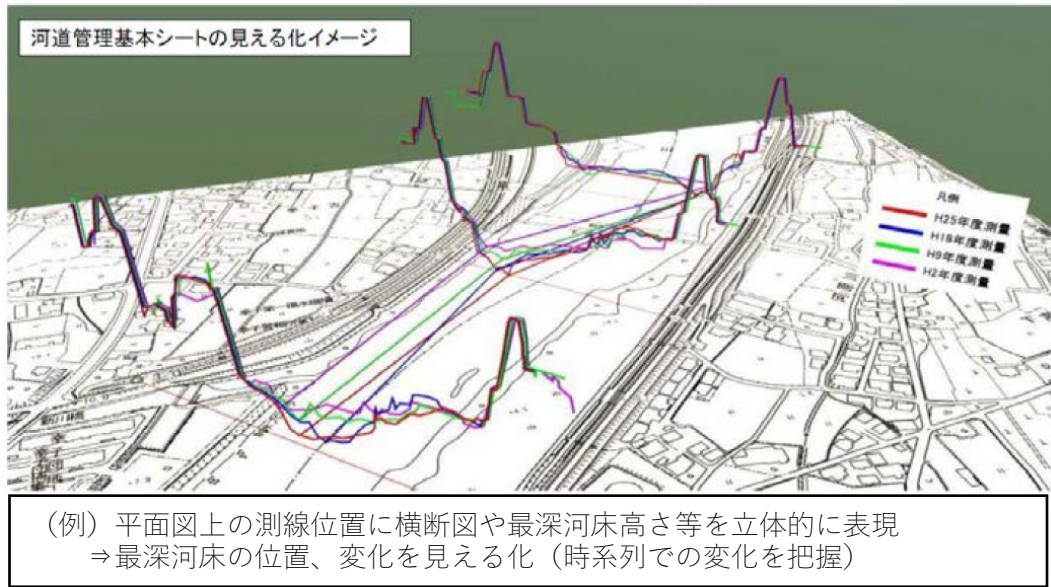 河道管理基本シートの見える化イメージ
凡例
H25年度測量
H18年度測量
H9年度測量
H2年度測量
（例）平面図上の測線位置に横断図や最深河床高さ等を立体的に表現
⇒最深河床の位置、変化を見える化（時系列での変化を把握）